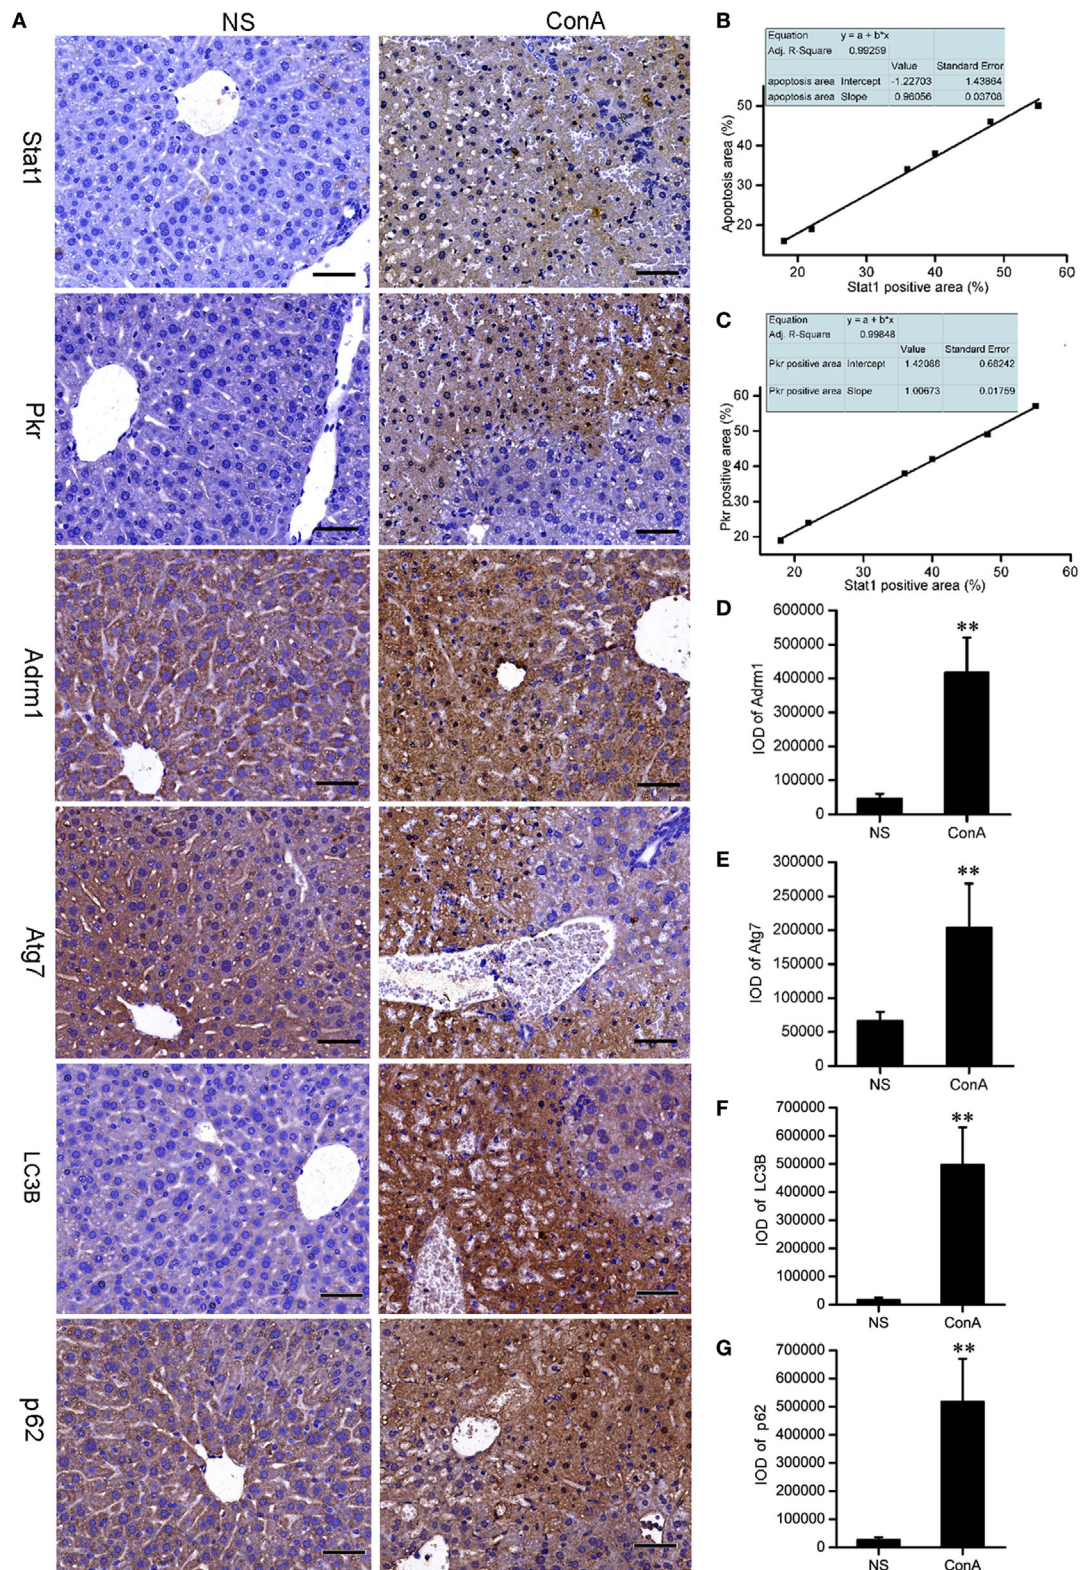 A
NS
ConA
Stat1
Pkr
Adrm1
Atg7
LC3B
p62
B
Equation y = a + b*x
Adj. R-Square 0.99259
Value Standard Error
apoptosis area Intercept -1.22703 1.43864
apoptosis area Slope 0.96056 0.03708
Apoptosis area (%)
50
40
30
20
20 30 40 50 60
Stat1 positive area (%)
C
Equation y = a + b*x
Adj. R-Square 0.99848
Value Standard Error
Pkr positive area Intercept 1.42088 0.68242
Pkr positive area Slope 1.00673 0.01759
Pkr positive area (%)
60
50
40
30
20
20 30 40 50 60
Stat1 positive area (%)
D
IOD of Adrm1
600000
500000
400000
300000
200000
100000
0
**
NS ConA
E
IOD of Atg7
300000
250000
200000
150000
100000
50000
0
**
NS ConA
F
IOD of LC3B
700000
600000
500000
400000
300000
200000
100000
0
**
NS ConA
G
IOD of p62
700000
600000
500000
400000
300000
200000
100000
0
**
NS ConA